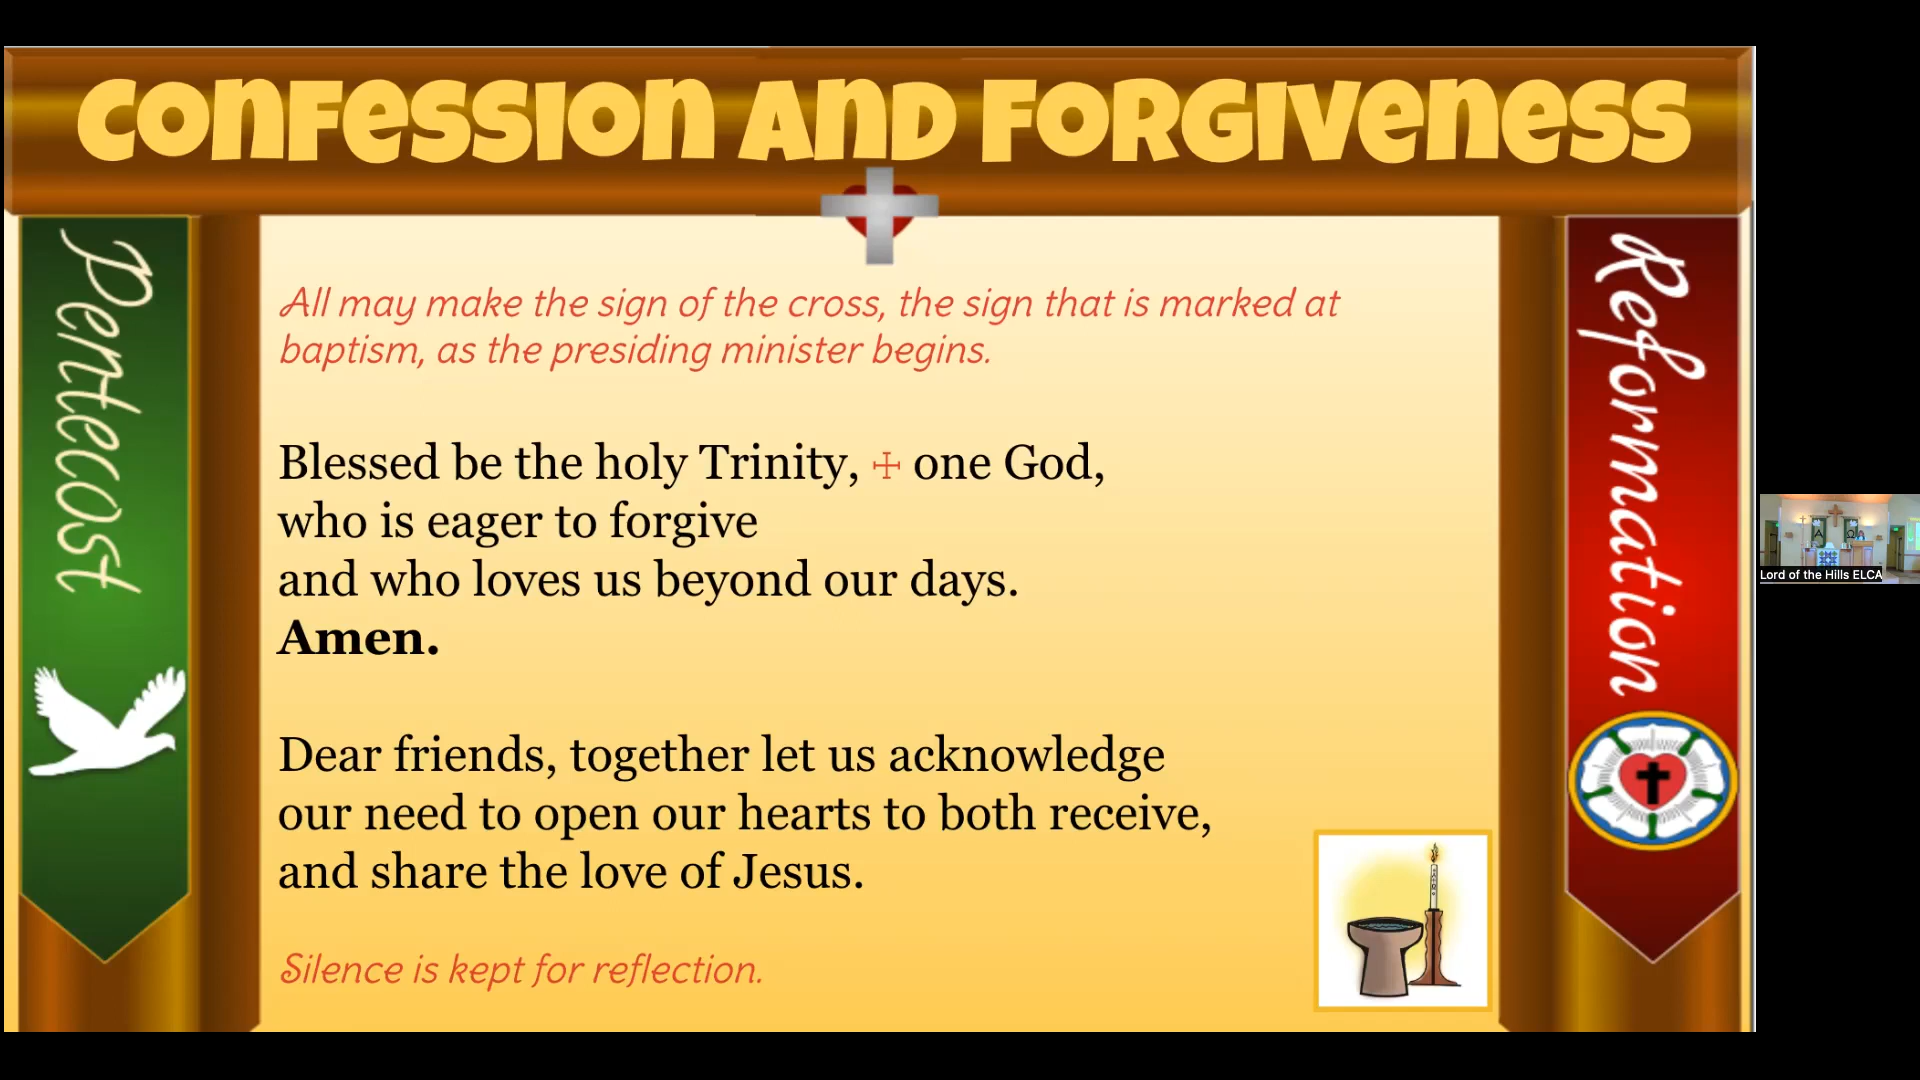 Confession and Forgiveness
Pentecost
Reformation
All may make the sign of the cross, the sign that is marked at
baptism, as the presiding minister begins.
Blessed be the holy Trinity, ☩ one God,
who is eager to forgive
and who loves us beyond our days.
Amen.
Dear friends, together let us acknowledge
our need to open our hearts to both receive,
and share the love of Jesus.
Silence is kept for reflection.
Lord of the Hills ELCA